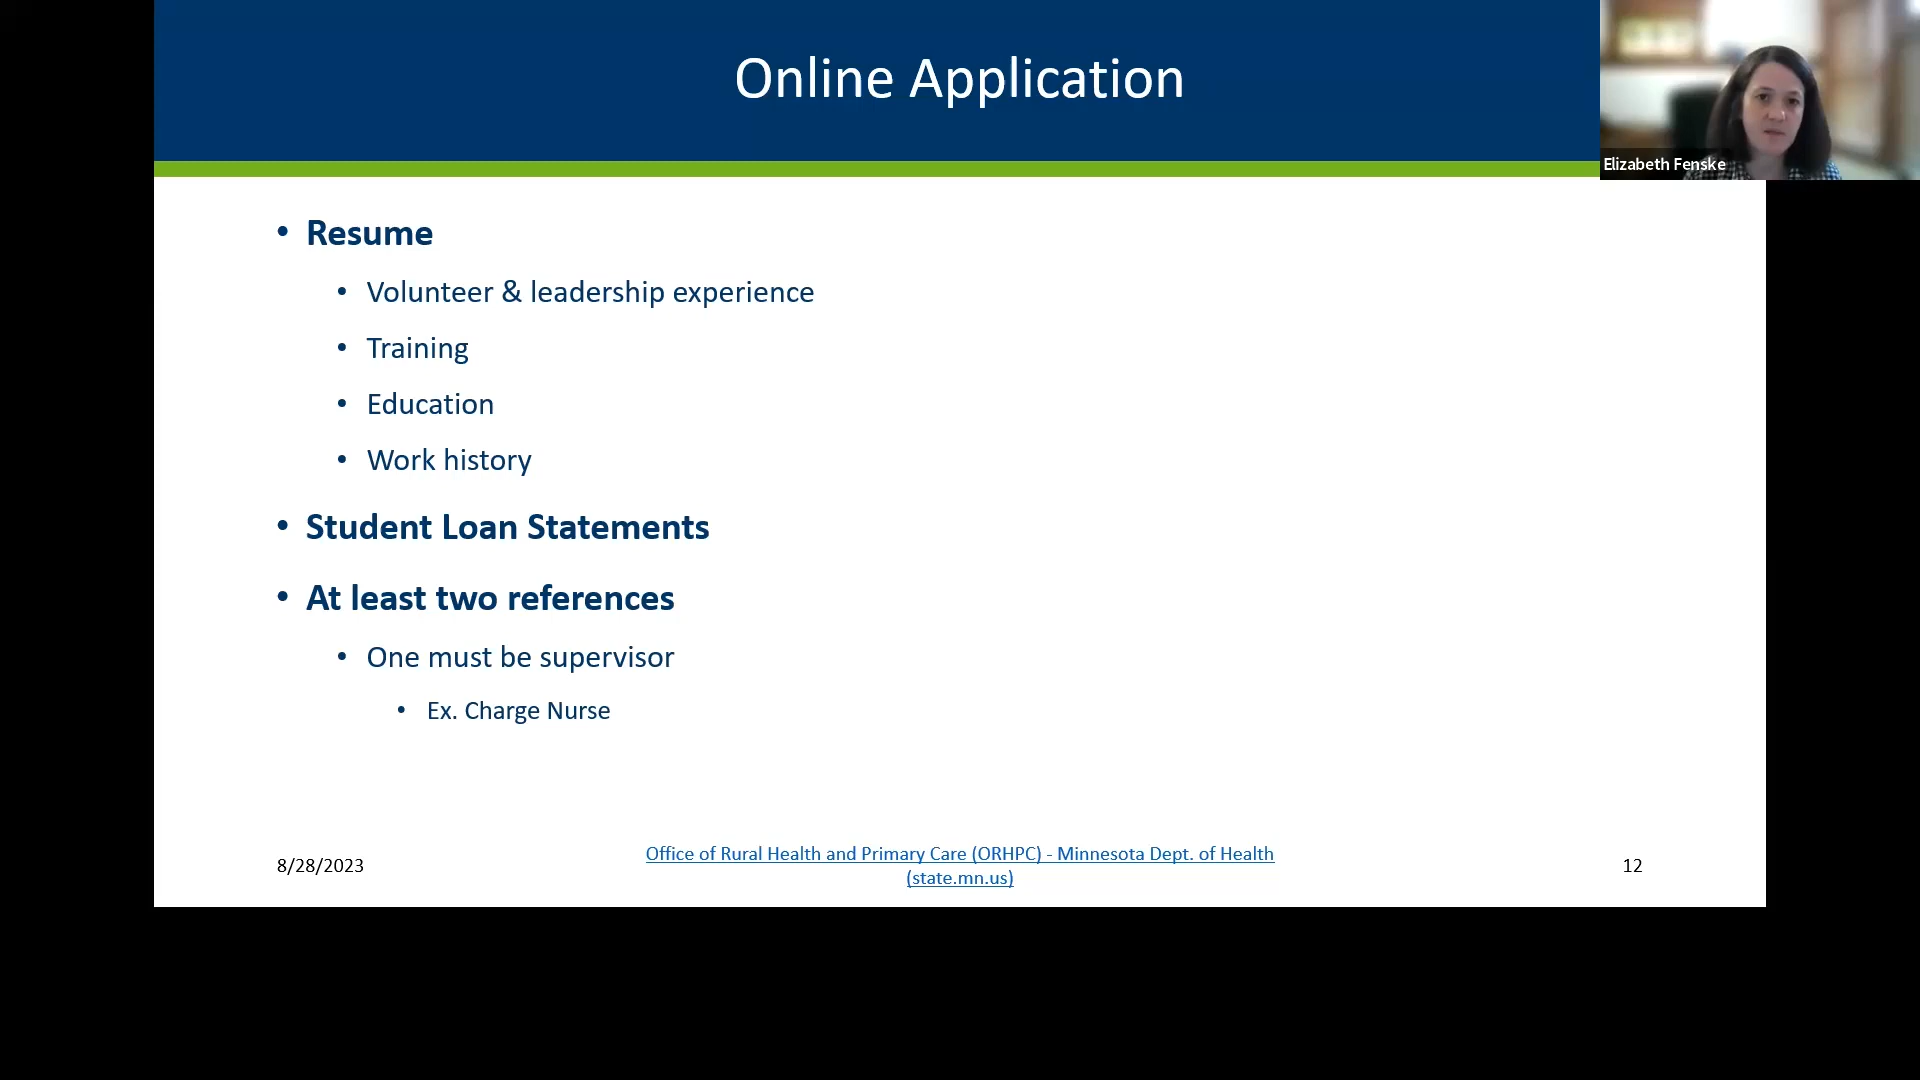 Online Application
Elizabeth Fenske
• Resume
• Volunteer & leadership experience
• Training
• Education
• Work history
• Student Loan Statements
• At least two references
• One must be supervisor
• Ex. Charge Nurse
8/28/2023
Office of Rural Health and Primary Care (ORHPC) - Minnesota Dept. of Health
(state.mn.us)
12